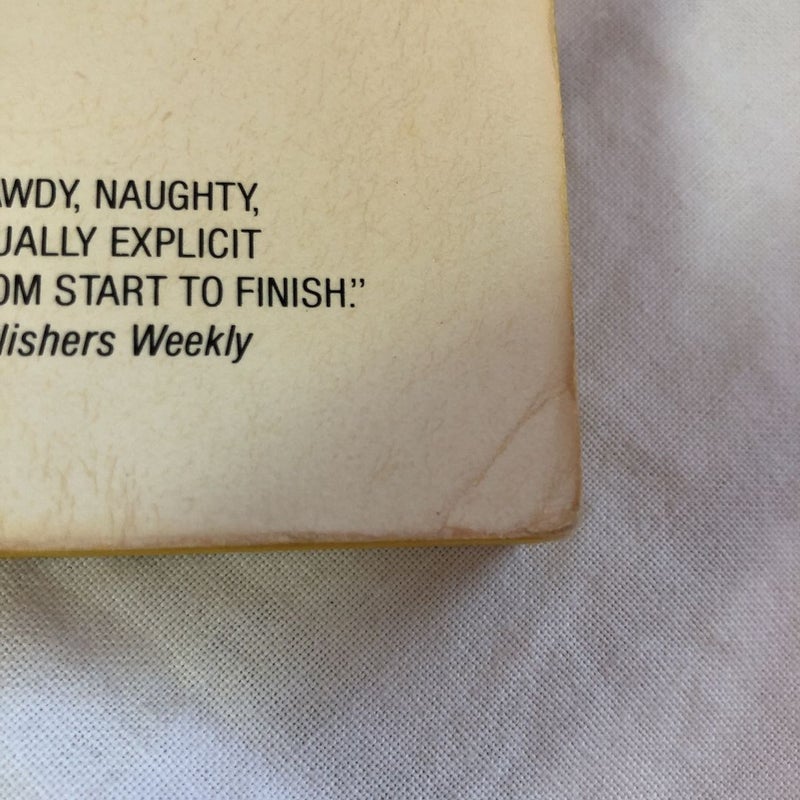 AWDY, NAUGHTY,
UALLY EXPLICIT
OM START TO FINISH."
lishers Weekly